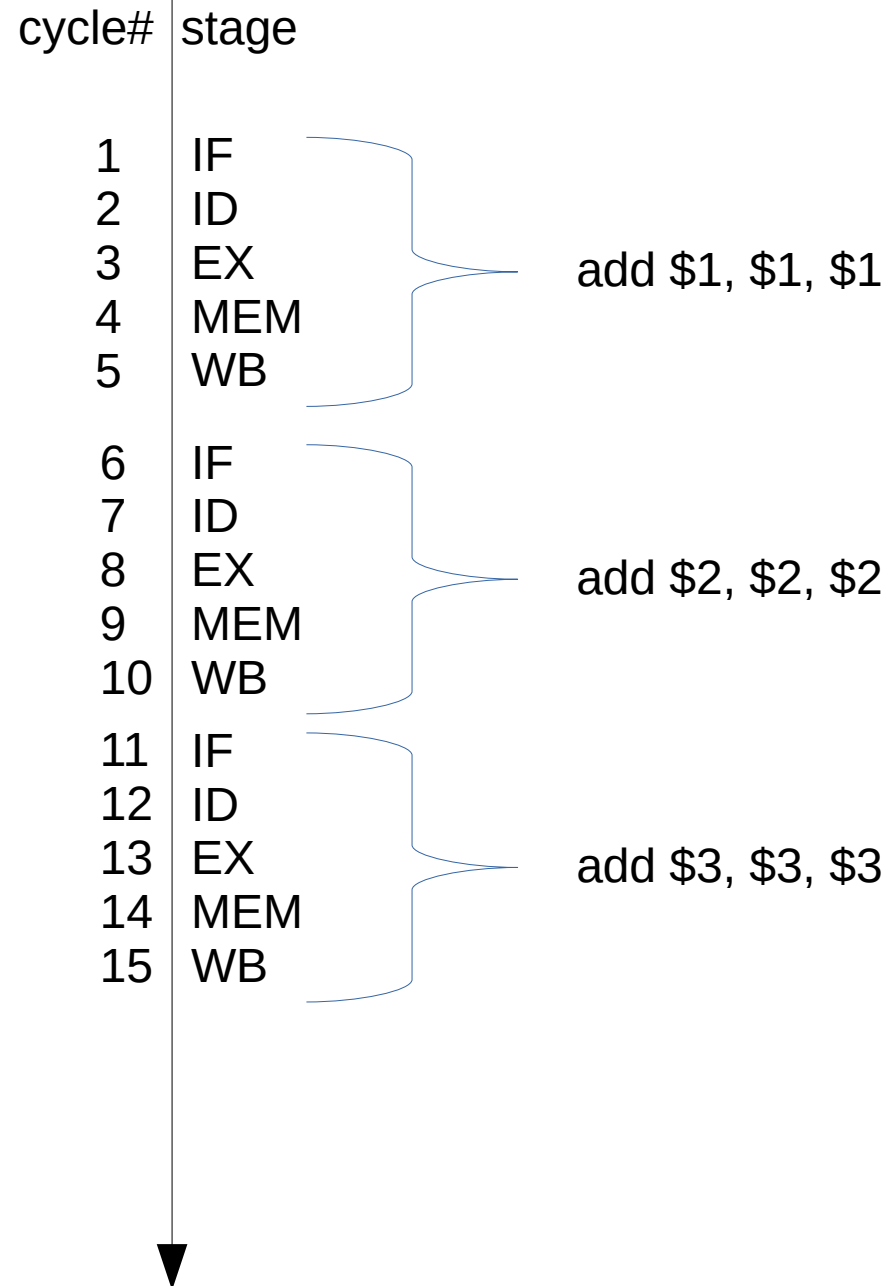 cycle# stage
1 IF
2 ID
3 EX
add $1, $1, $1
4 MEM
5 WB
6 IF
7 ID
8 EX
add $2, $2, $2
9 MEM
10 WB
11 IF
12 ID
13 EX
add $3, $3, $3
14 MEM
15 WB